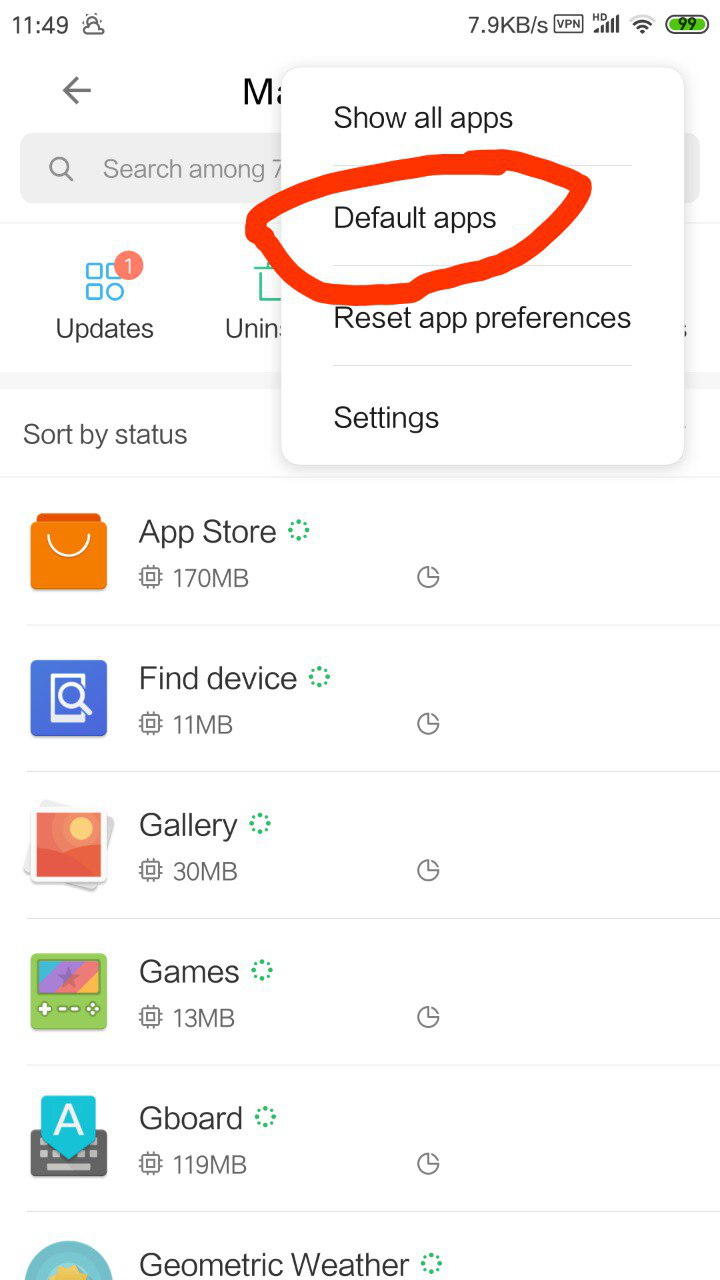 11:49
7.9KB/s VPN HD 99
Ma
Show all apps
Search among 7
Default apps
1
Updates
Unins
Reset app preferences
s
Sort by status
Settings
App Store
170MB
Find device
11MB
Gallery
30MB
Games
13MB
A
Gboard
119MB
Geometric Weather